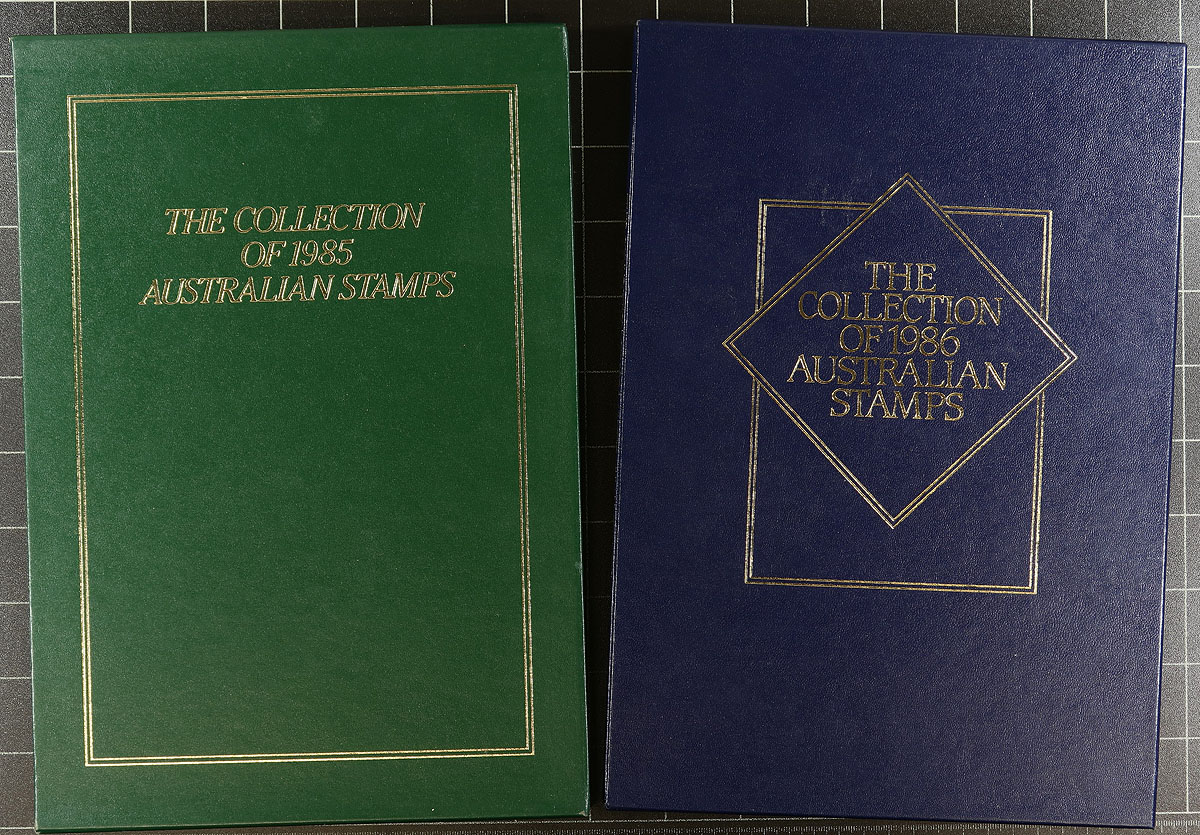 THE COLLECTION
OF 1985
AUSTRALIAN STAMPS
THE
COLLECTION
OF 1986
AUSTRALIAN
STAMPS